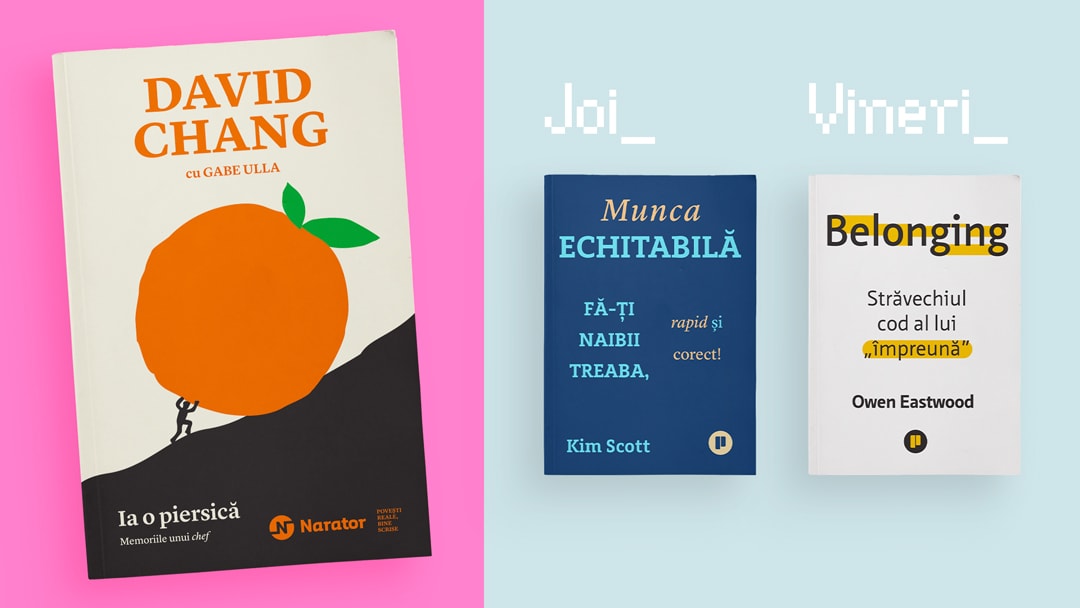 DAVID
CHANG
cu GABE ULLA
Ia o piersică
Memoriile unui chef
N Narator
POVEȘTI
REALE,
BINE
SCRISE
Joi_
Munca
ECHITABILĂ
FĂ-ȚI
NAIBII
TREABA,
rapid și
corect!
Kim Scott
Vineri_
Belonging
Străvechiul
cod al lui
„împreună”
Owen Eastwood